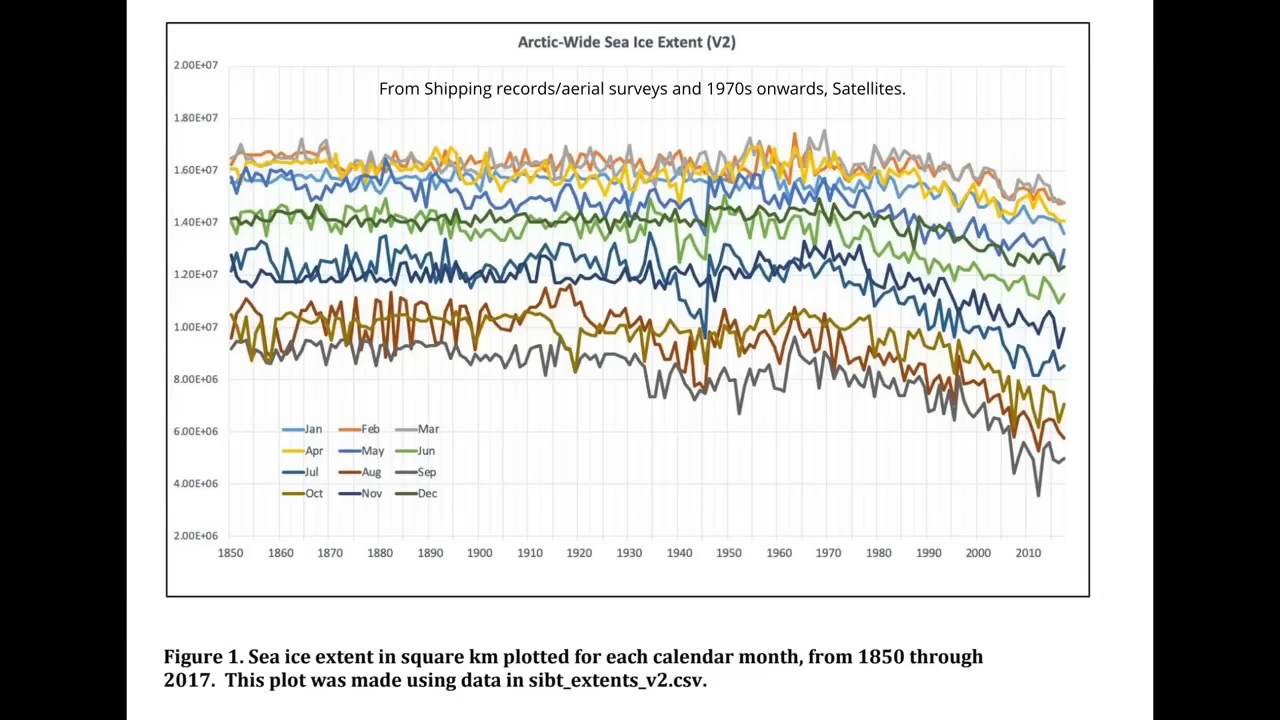 Arctic-Wide Sea Ice Extent (V2)
2.00E+07
From Shipping records/aerial surveys and 1970s onwards, Satellites.
1.80E+07
1.60E+07
1.40E+07
1.20E+07
1.00E+07
8.00E+06
6.00E+06
4.00E+06
2.00E+06
Jan Feb Mar
Apr May Jun
Jul Aug Sep
Oct Nov Dec
1850 1860 1870 1880 1890 1900 1910 1920 1930 1940 1950 1960 1970 1980 1990 2000 2010
Figure 1. Sea ice extent in square km plotted for each calendar month, from 1850 through
2017. This plot was made using data in sibt_extents_v2.csv.